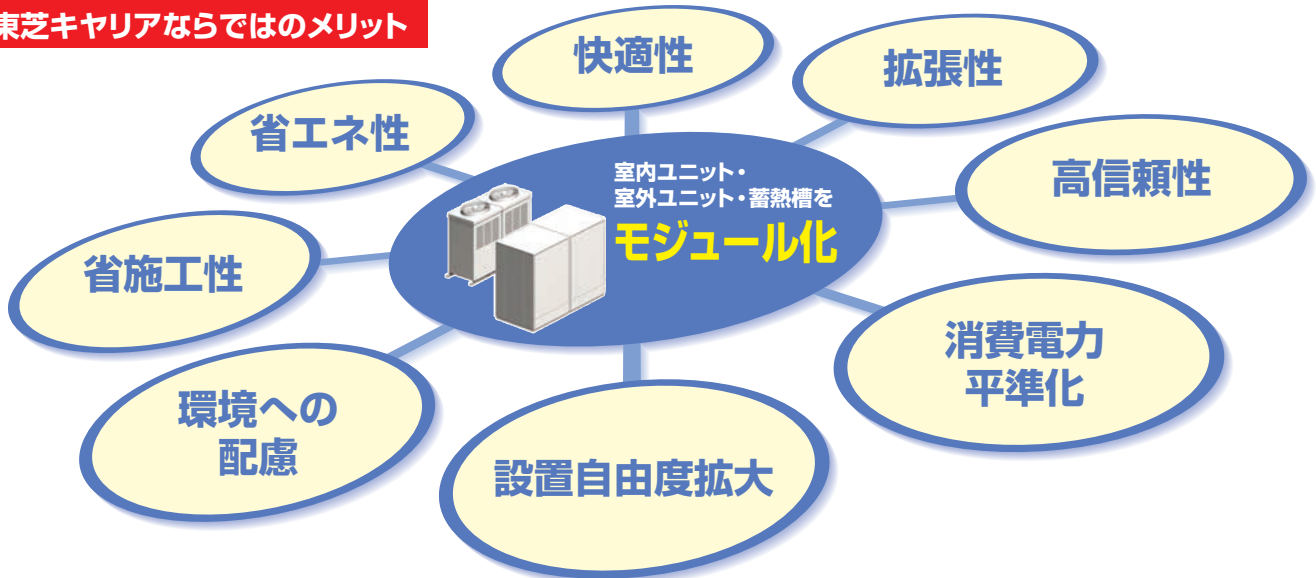 東芝キヤリアならではのメリット
快適性
拡張性
省エネ性
高信頼性
室内ユニット・
室外ユニット・蓄熱槽を
モジュール化
省施工性
消費電力
平準化
環境への
配慮
設置自由度拡大